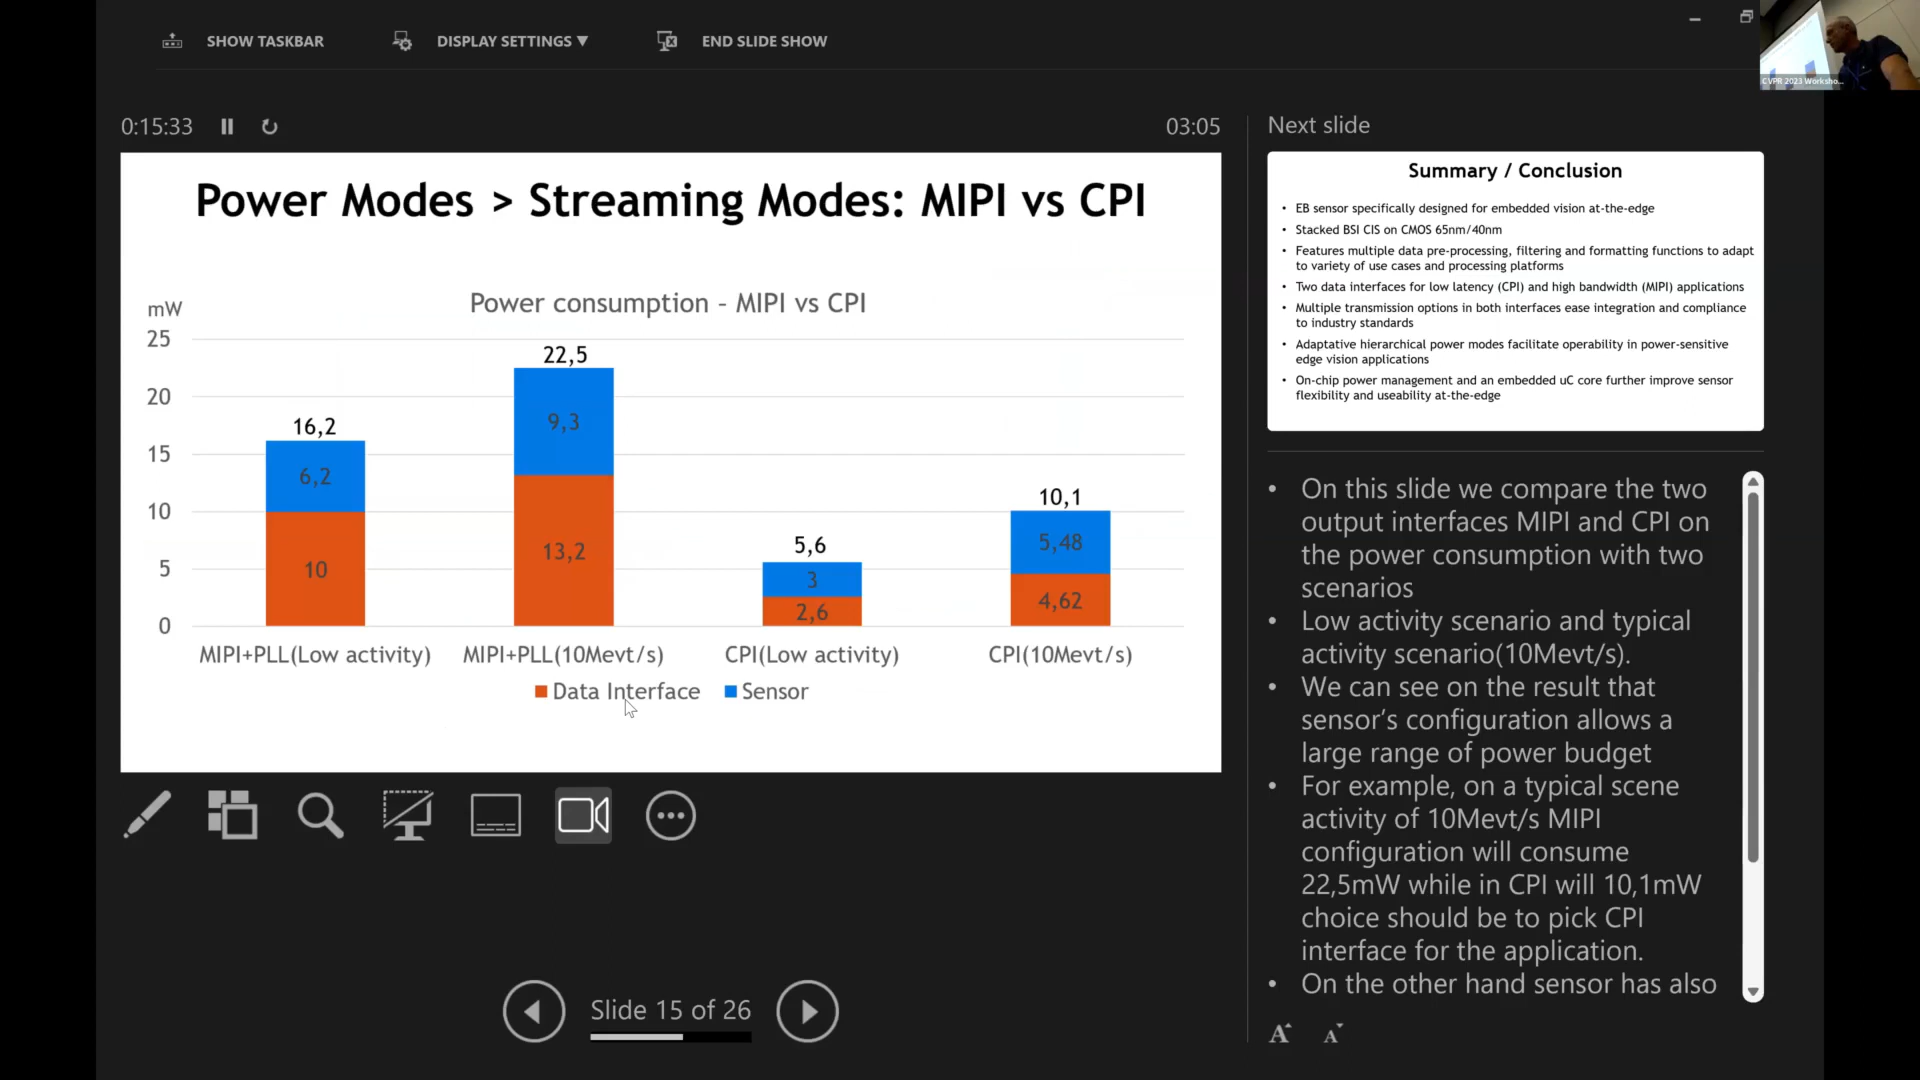 SHOW TASKBAR
DISPLAY SETTINGS ▼
END SLIDE SHOW
CVPR 2023 Worksho...
0:15:33
03:05
Power Modes > Streaming Modes: MIPI vs CPI
Power consumption - MIPI vs CPI
mW
25
20
15
10
5
0
16,2
6,2
10
22,5
9,3
13,2
5,6
3
2,6
10,1
5,48
4,62
MIPI+PLL(Low activity)
MIPI+PLL(10Mevt/s)
CPI(Low activity)
CPI(10Mevt/s)
Data Interface
Sensor
Slide 15 of 26
Next slide
Summary / Conclusion
• EB sensor specifically designed for embedded vision at-the-edge
• Stacked BSI CIS on CMOS 65nm/40nm
• Features multiple data pre-processing, filtering and formatting functions to adapt
to variety of use cases and processing platforms
• Two data interfaces for low latency (CPI) and high bandwidth (MIPI) applications
• Multiple transmission options in both interfaces ease integration and compliance
to industry standards
• Adaptative hierarchical power modes facilitate operability in power-sensitive
edge vision applications
• On-chip power management and an embedded uC core further improve sensor
flexibility and useability at-the-edge
• On this slide we compare the two
output interfaces MIPI and CPI on
the power consumption with two
scenarios
• Low activity scenario and typical
activity scenario(10Mevt/s).
• We can see on the result that
sensor's configuration allows a
large range of power budget
• For example, on a typical scene
activity of 10Mevt/s MIPI
configuration will consume
22,5mW while in CPI will 10,1mW
choice should be to pick CPI
interface for the application.
• On the other hand sensor has also
A
A